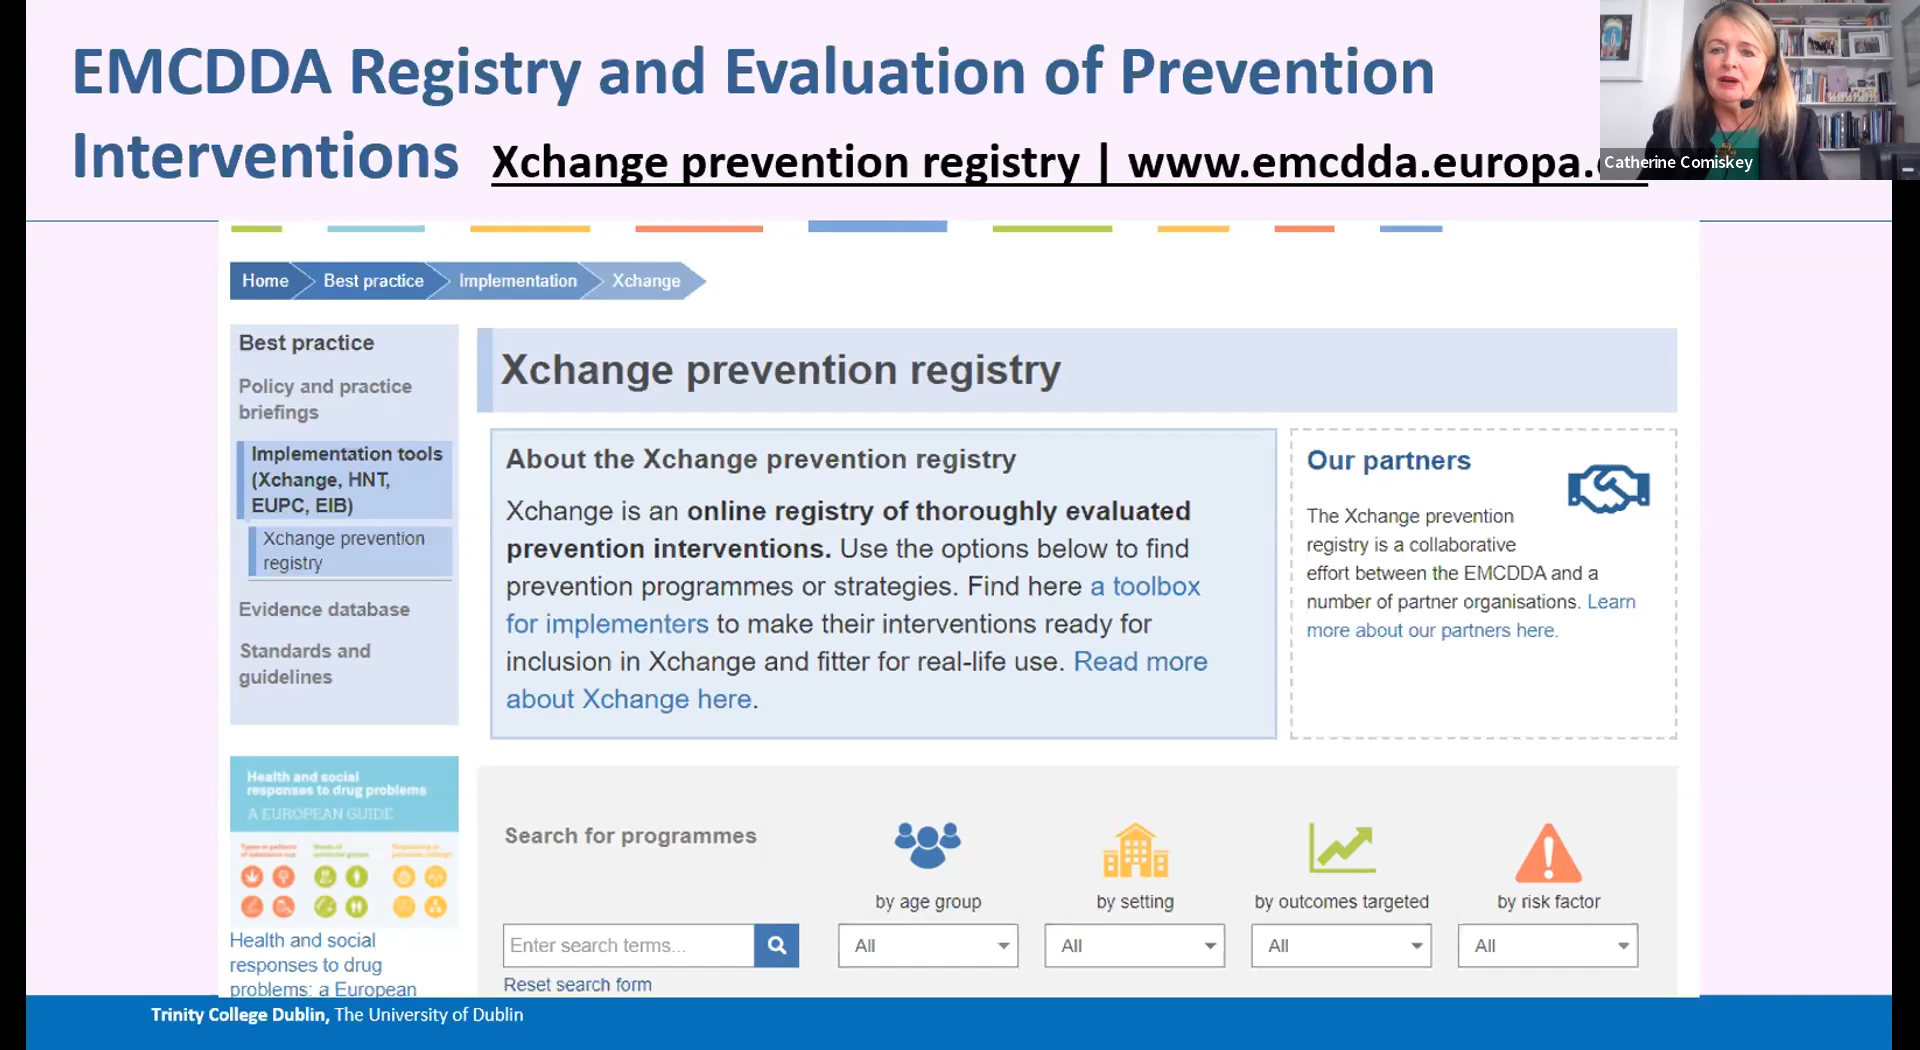 EMCDDA Registry and Evaluation of Prevention
Interventions Xchange prevention registry | www.emcdda.europa.
Catherine Comiskey
Home Best practice Implementation Xchange
Best practice
Policy and practice
briefings
Implementation tools
(Xchange, HNT,
EUPC, EIB)
Xchange prevention
registry
Evidence database
Standards and
guidelines
Xchange prevention registry
About the Xchange prevention registry
Xchange is an online registry of thoroughly evaluated
prevention interventions. Use the options below to find
prevention programmes or strategies. Find here a toolbox
for implementers to make their interventions ready for
inclusion in Xchange and fitter for real-life use. Read more
about Xchange here.
Our partners
The Xchange prevention
registry is a collaborative
effort between the EMCDDA and a
number of partner organisations. Learn
more about our partners here.
Health and social
responses to drug problems
A EUROPEAN GUIDE
Health and social
responses to drug
problems: a European
Search for programmes
Enter search terms...
Reset search form
by age group
All
by setting
All
by outcomes targeted
All
by risk factor
All
Trinity College Dublin, The University of Dublin